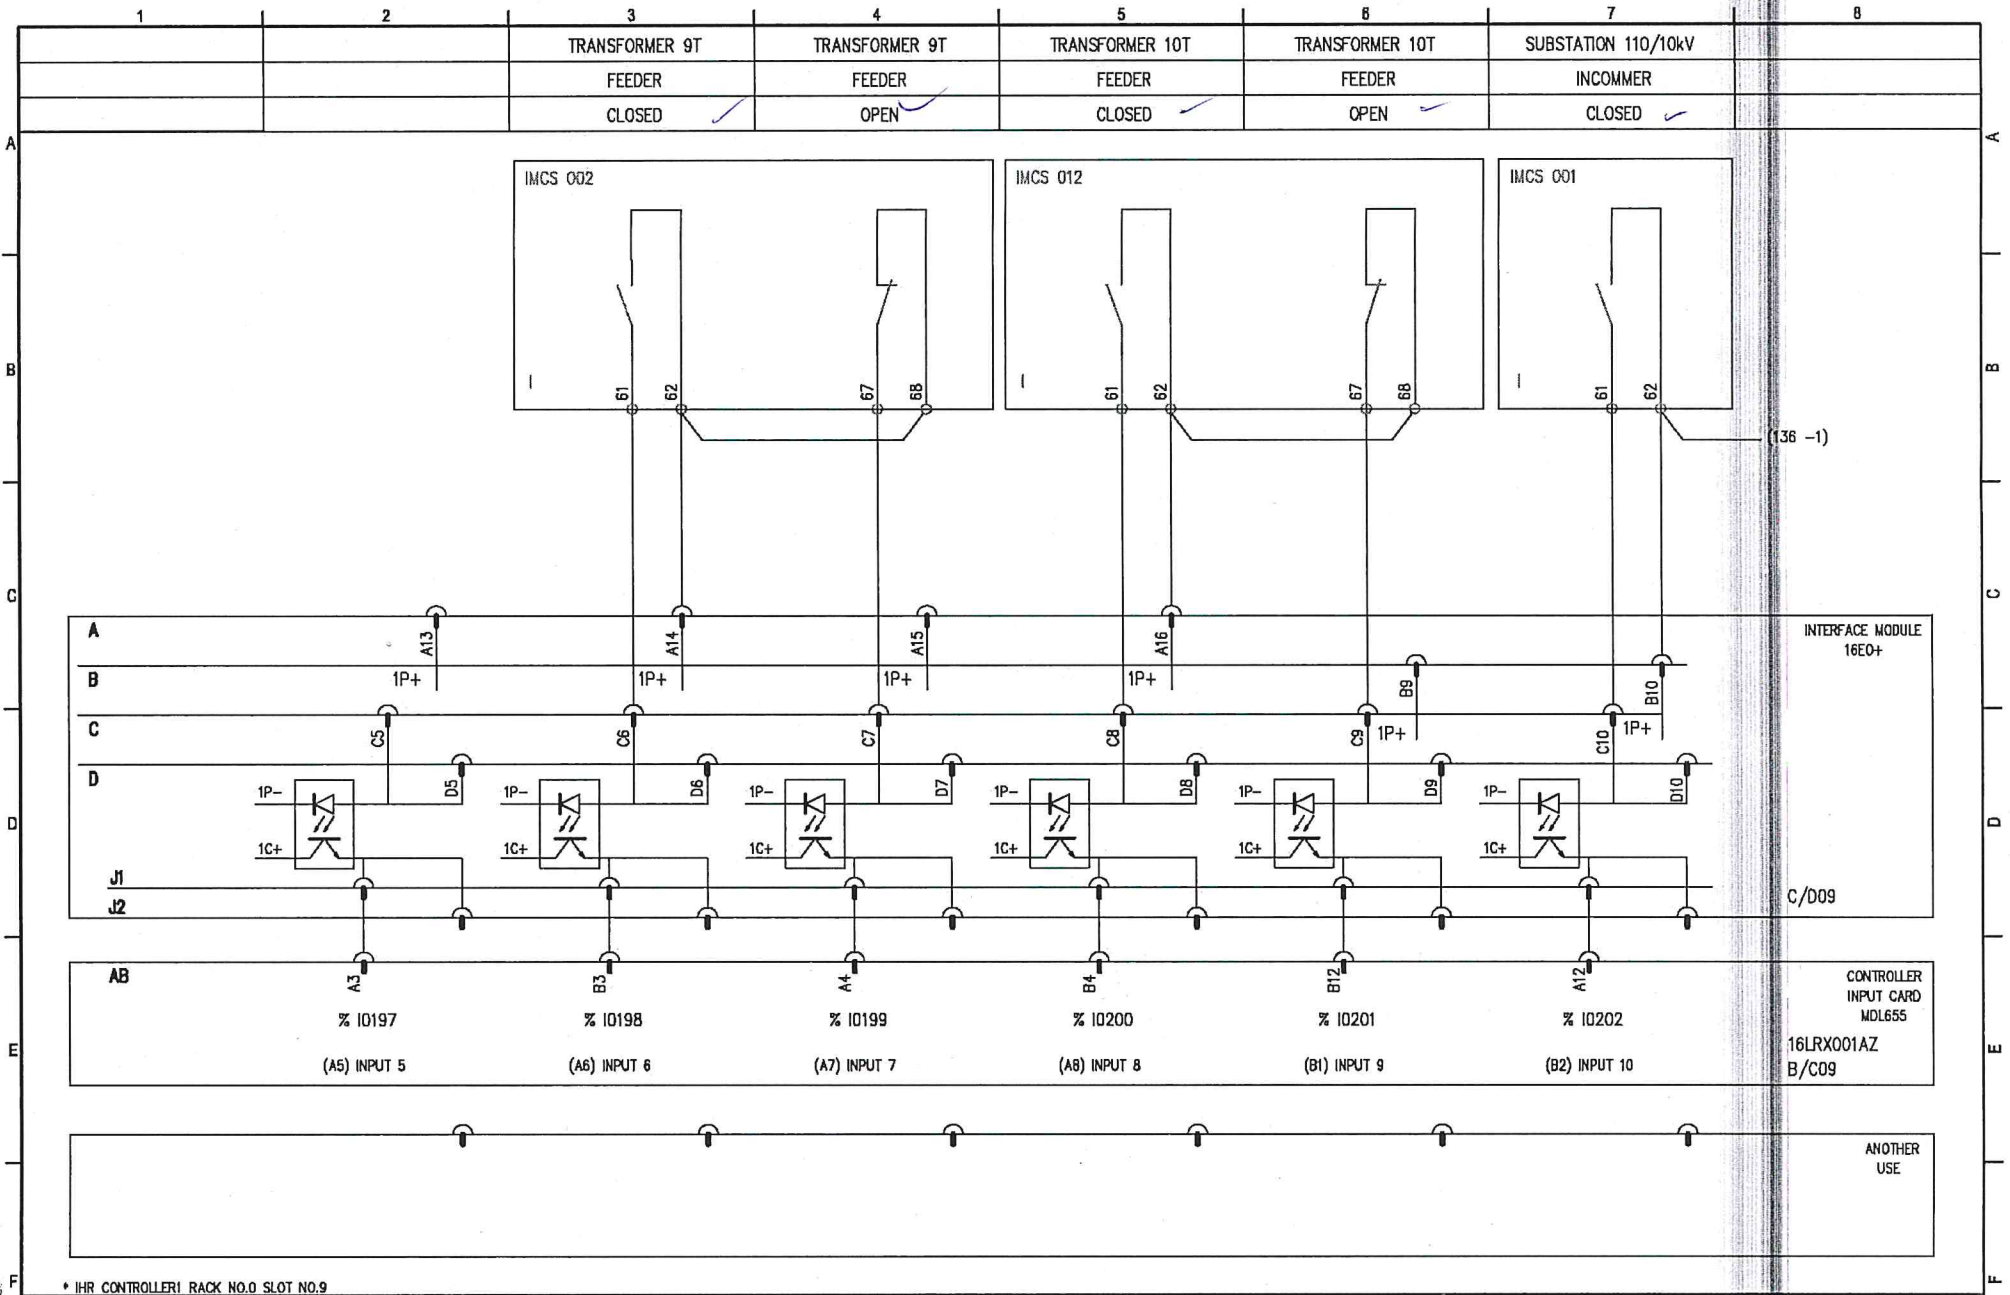 1 2 3 4 5 6 7 8
TRANSFORMER 9T TRANSFORMER 9T TRANSFORMER 10T TRANSFORMER 10T SUBSTATION 110/10kV
FEEDER FEEDER FEEDER FEEDER INCOMMER
CLOSED OPEN CLOSED OPEN CLOSED
A A
IMCS 002 IMCS 012 IMCS 001
B B
61 62 67 68 61 62 67 68 61 62
(136 -1)
C C
A
A13 A14 A15 A16
INTERFACE MODULE
16E0+
B
1P+ 1P+ 1P+ 1P+
B9 B10
C
C5 C6 C7 C8 C9 1P+ C10 1P+
D
D5 D6 D7 D8 D9 D10
1P- 1P- 1P- 1P- 1P- 1P-
D D
1C+ 1C+ 1C+ 1C+ 1C+ 1C+
J1
J2
C/D09
AB
A3 B3 A4 B4 B12 A12
CONTROLLER
INPUT CARD
MDL655
% I0197 % I0198 % I0199 % I0200 % I0201 % I0202
E E
16LRX001AZ
B/C09
(A5) INPUT 5 (A6) INPUT 6 (A7) INPUT 7 (A8) INPUT 8 (B1) INPUT 9 (B2) INPUT 10
ANOTHER
USE
F F
* IHR CONTROLLER1 RACK NO.0 SLOT NO.9